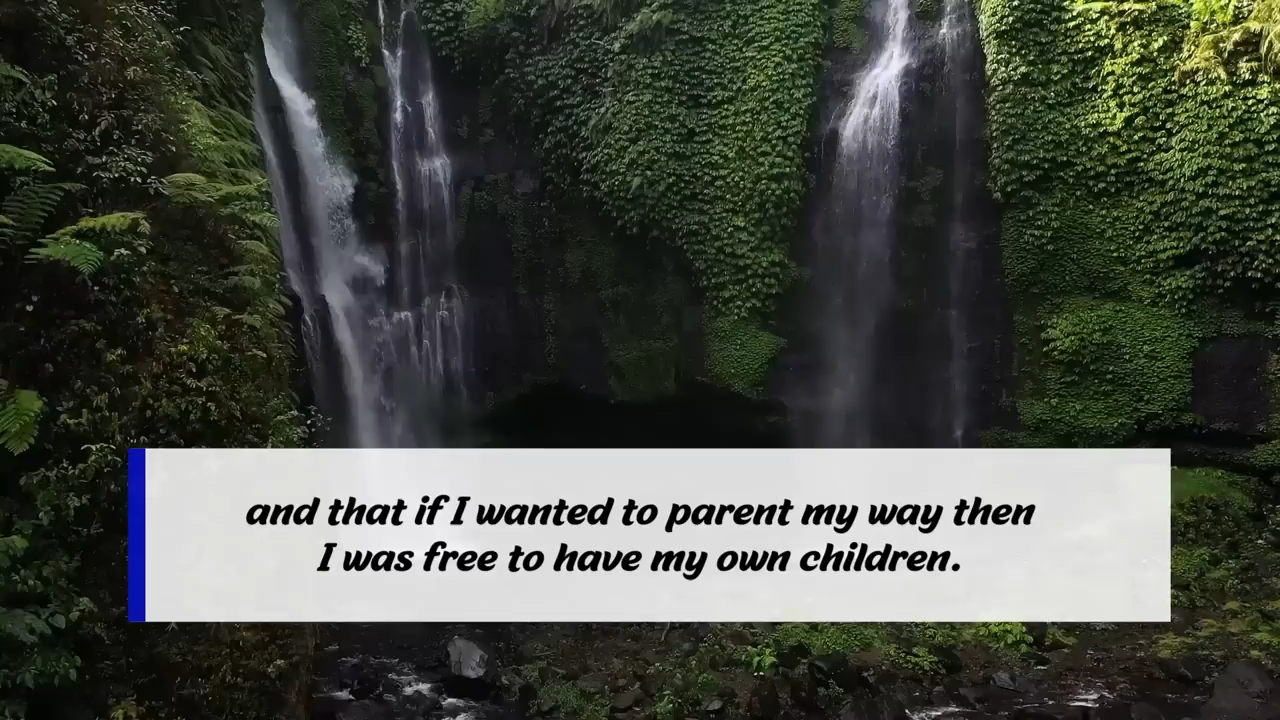 and that if I wanted to parent my way then
I was free to have my own children.